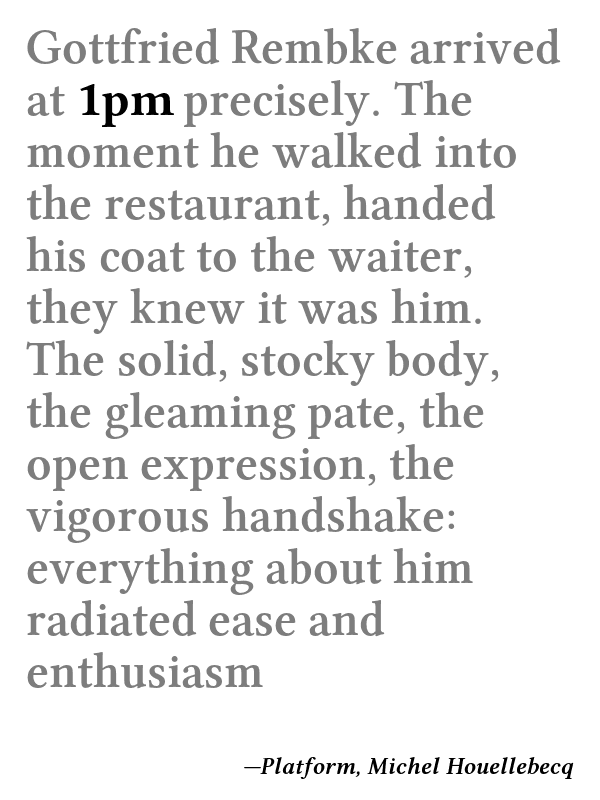 Gottfried Rembke arrived
at 1pm precisely. The
moment he walked into
the restaurant, handed
his coat to the waiter,
they knew it was him.
The solid, stocky body,
the gleaming pate, the
open expression, the
vigorous handshake:
everything about him
radiated ease and
enthusiasm
—Platform, Michel Houellebecq